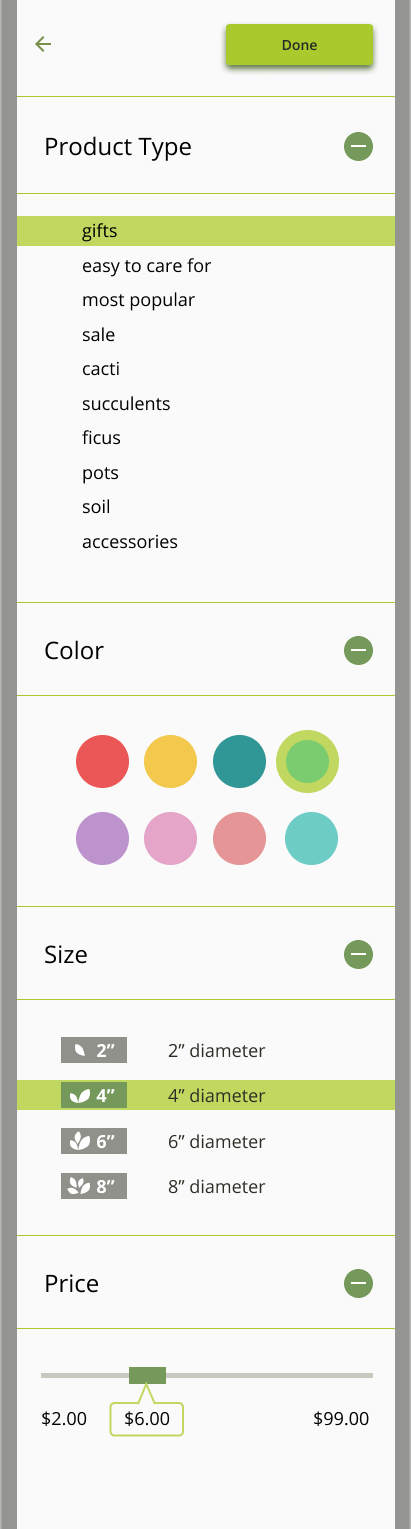 Done
Product Type
gifts
easy to care for
most popular
sale
cacti
succulents
ficus
pots
soil
accessories
Color
Size
2” 2” diameter
4” 4” diameter
6” 6” diameter
8” 8” diameter
Price
$2.00 $6.00 $99.00